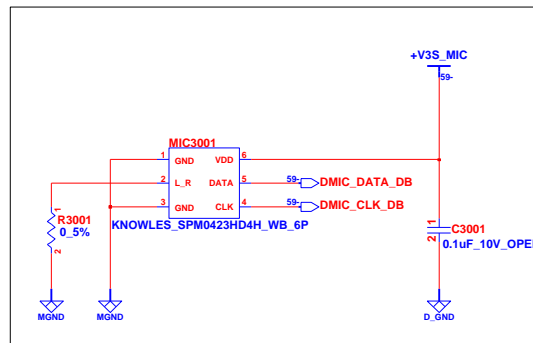 +V3S_MIC
59-
MIC3001
1 GND VDD 6
2 L_R DATA 5 59- DMIC_DATA_DB
3 GND CLK 4 59- DMIC_CLK_DB
KNOWLES_SPM0423HD4H_WB_6P
1
R3001
0_5%
2
1
C3001
2
0.1uF_10V_OPE
MGND
MGND
D_GND